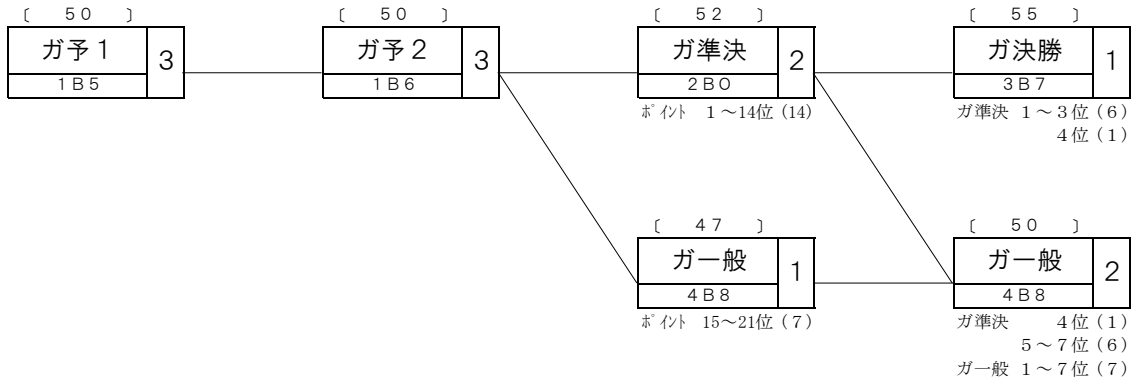 〔　５０　〕
ガ予１
3
１Ｂ５
〔　５０　〕
ガ予２
3
１Ｂ６
〔　５２　〕
ガ準決
2
２Ｂ０
ﾎﾟｲﾝﾄ　1～14位 (14)
〔　５５　〕
ガ決勝
1
３Ｂ７
ガ準決　１～３位（６）
４位（１）
〔　４７　〕
ガ一般
1
４Ｂ８
ﾎﾟｲﾝﾄ　15～21位（７）
〔　５０　〕
ガ一般
2
４Ｂ８
ガ準決　４位（１）
５～７位（６）
ガ一般　１～７位（７）